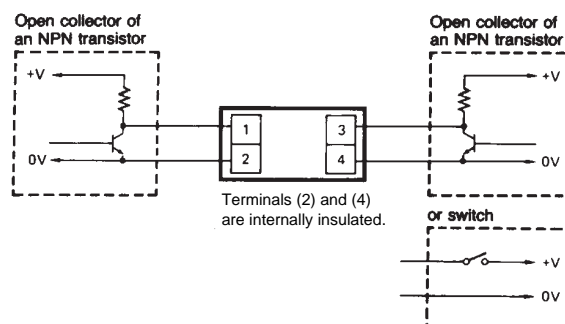 Open collector of
an NPN transistor
+V
0V
1
2
3
4
Terminals (2) and (4)
are internally insulated.
Open collector of
an NPN transistor
+V
0V
or switch
+V
0V